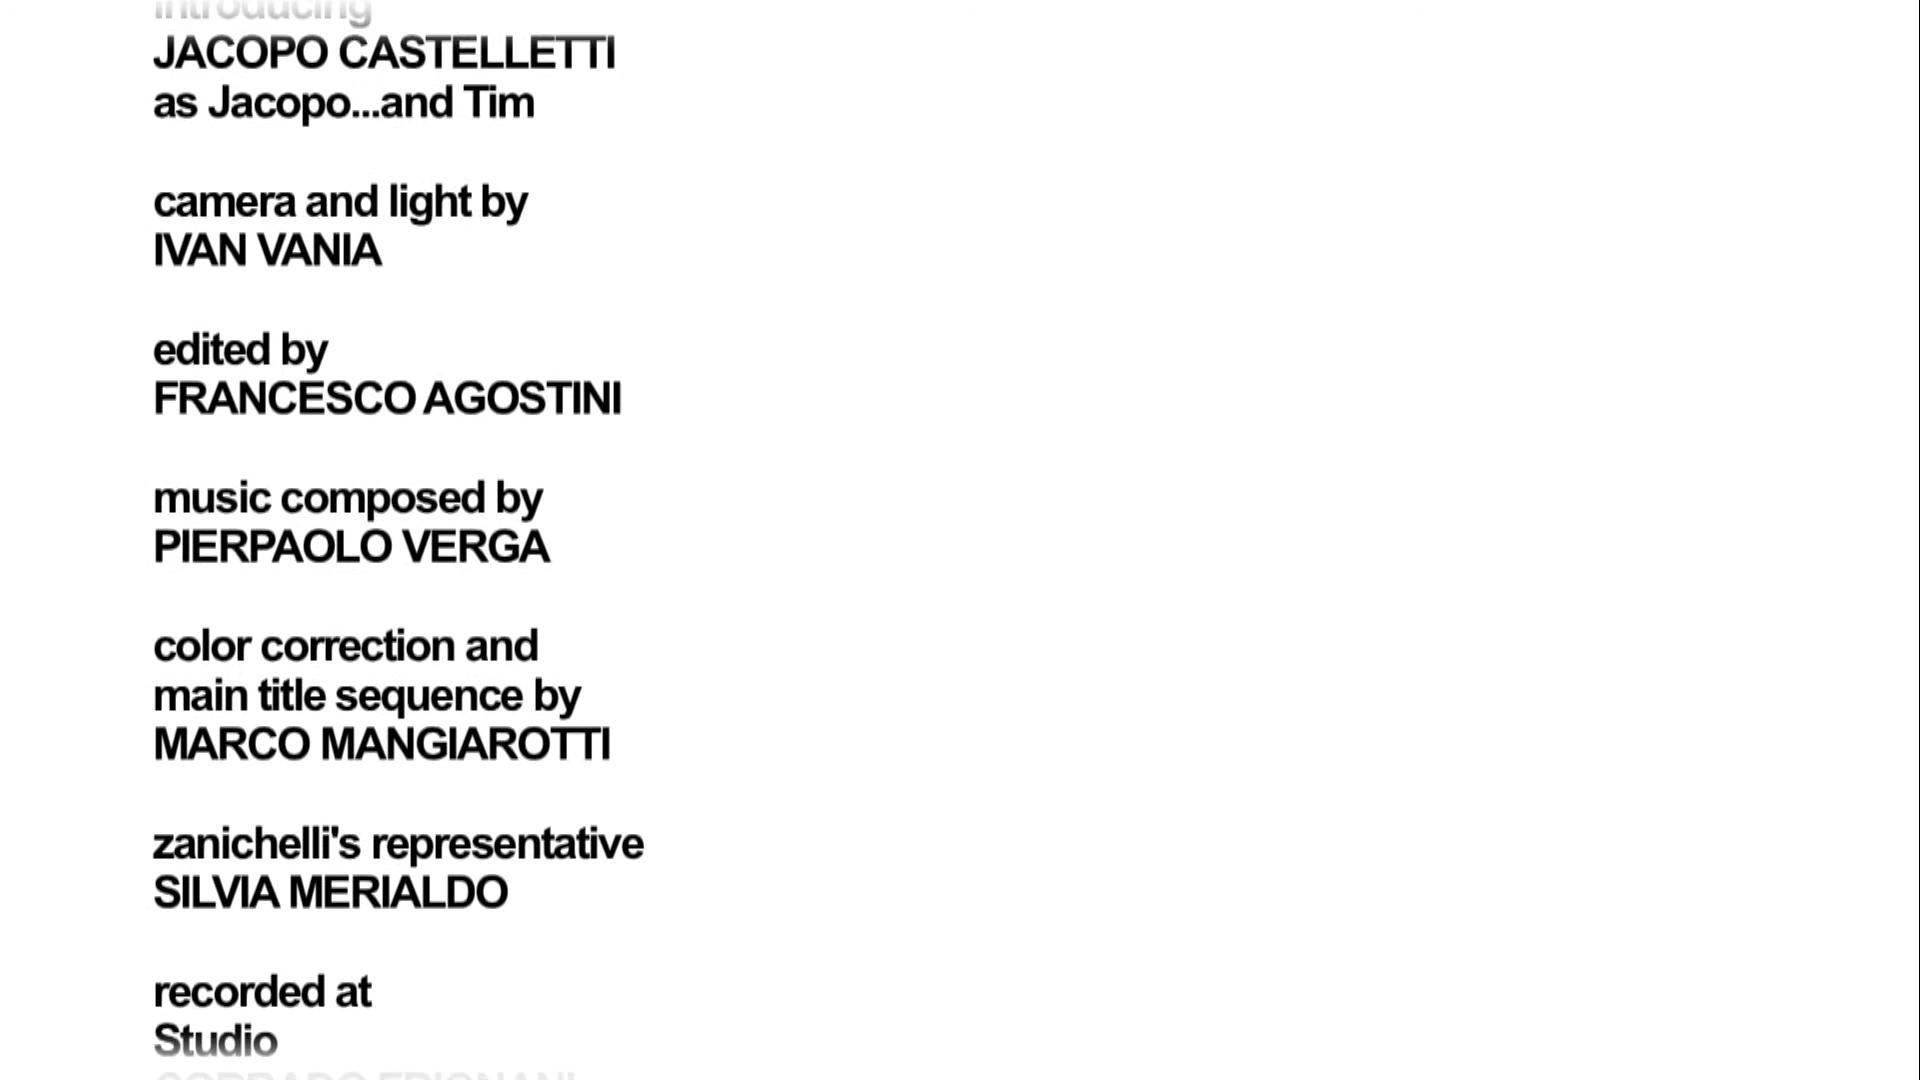 introducing
JACOPO CASTELLETTI
as Jacopo...and Tim
camera and light by
IVAN VANIA
edited by
FRANCESCO AGOSTINI
music composed by
PIERPAOLO VERGA
color correction and
main title sequence by
MARCO MANGIAROTTI
zanichelli's representative
SILVIA MERIALDO
recorded at
Studio